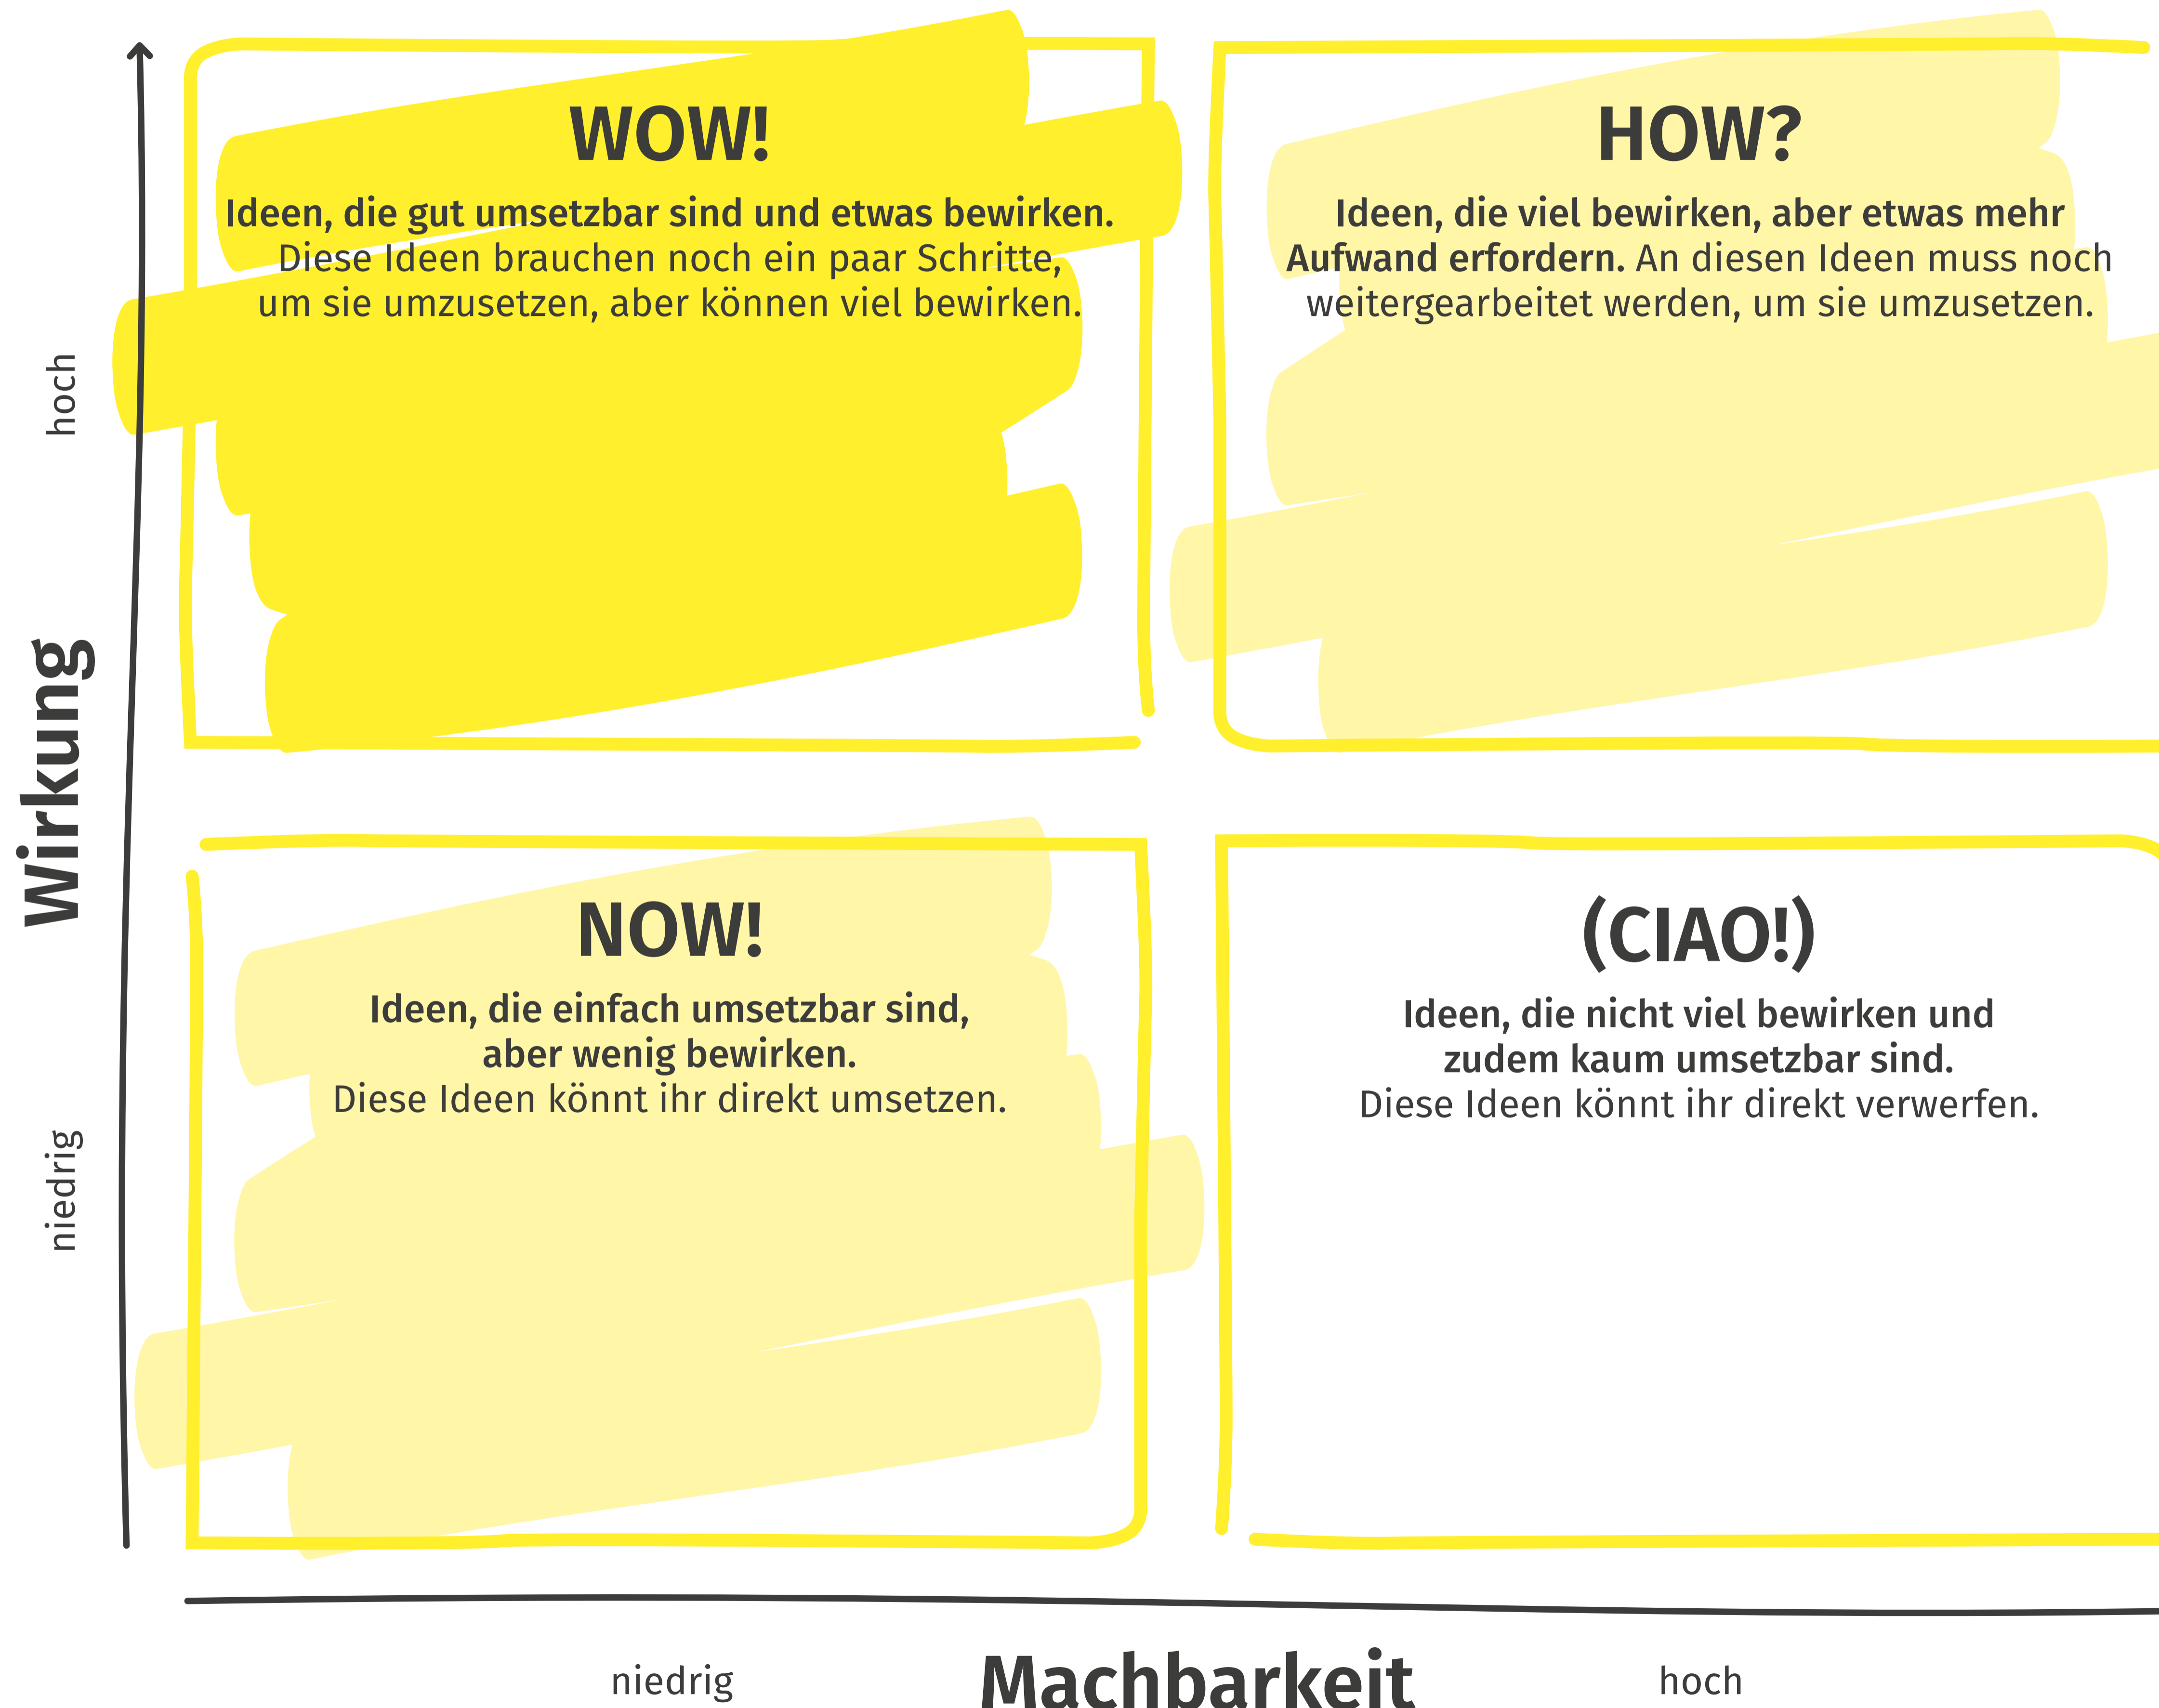 WOW!
Ideen, die gut umsetzbar sind und etwas bewirken.
Diese Ideen brauchen noch ein paar Schritte,
um sie umzusetzen, aber können viel bewirken.
HOW?
Ideen, die viel bewirken, aber etwas mehr
Aufwand erfordern. An diesen Ideen muss noch
weitergearbeitet werden, um sie umzusetzen.
hoch
Wirkung
niedrig
NOW!
Ideen, die einfach umsetzbar sind,
aber wenig bewirken.
Diese Ideen könnt ihr direkt umsetzen.
(CIAO!)
Ideen, die nicht viel bewirken und
zudem kaum umsetzbar sind.
Diese Ideen könnt ihr direkt verwerfen.
niedrig
Machbarkeit
hoch